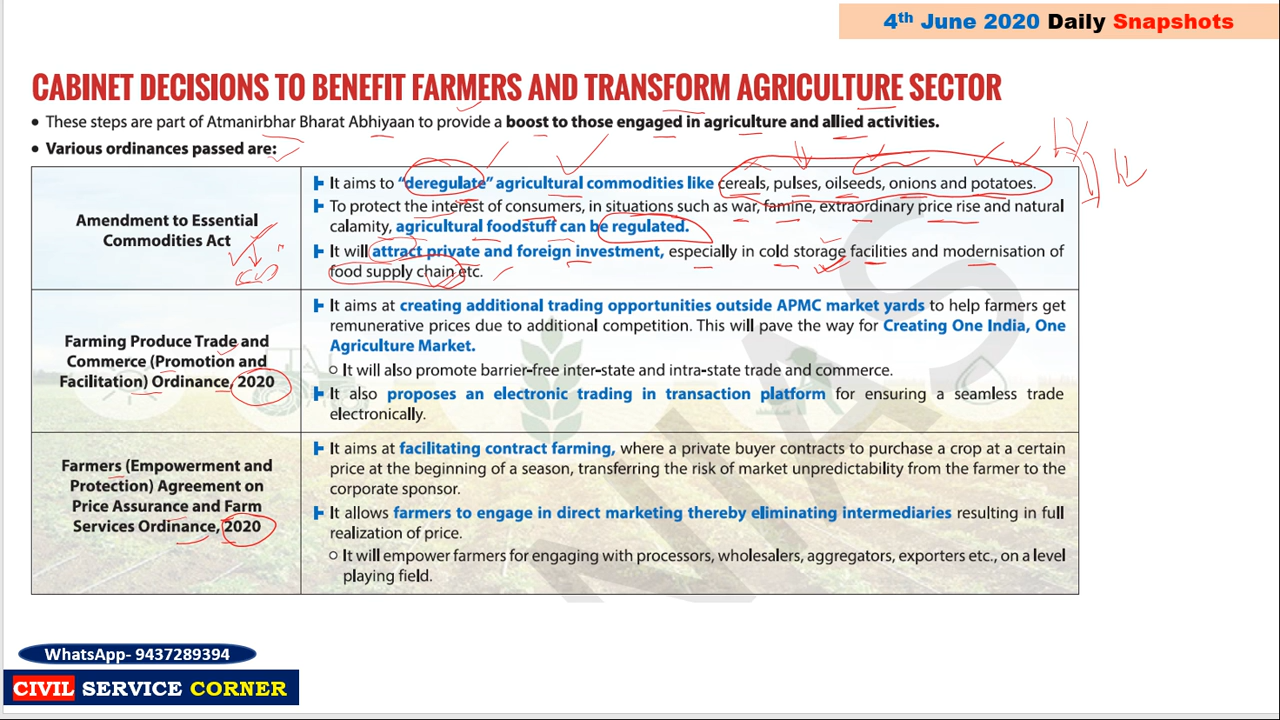 4th June 2020 Daily Snapshots
CABINET DECISIONS TO BENEFIT FARMERS AND TRANSFORM AGRICULTURE SECTOR
• These steps are part of Atmanirbhar Bharat Abhiyaan to provide a boost to those engaged in agriculture and allied activities.
• Various ordinances passed are:
Amendment to Essential
Commodities Act
It aims to “deregulate” agricultural commodities like cereals, pulses, oilseeds, onions and potatoes.
To protect the interest of consumers, in situations such as war, famine, extraordinary price rise and natural
calamity, agricultural foodstuff can be regulated.
It will attract private and foreign investment, especially in cold storage facilities and modernisation of
food supply chain etc.
Farming Produce Trade and
Commerce (Promotion and
Facilitation) Ordinance, 2020
It aims at creating additional trading opportunities outside APMC market yards to help farmers get
remunerative prices due to additional competition. This will pave the way for Creating One India, One
Agriculture Market.
It will also promote barrier-free inter-state and intra-state trade and commerce.
It also proposes an electronic trading in transaction platform for ensuring a seamless trade
electronically.
Farmers (Empowerment and
Protection) Agreement on
Price Assurance and Farm
Services Ordinance, 2020
It aims at facilitating contract farming, where a private buyer contracts to purchase a crop at a certain
price at the beginning of a season, transferring the risk of market unpredictability from the farmer to the
corporate sponsor.
It allows farmers to engage in direct marketing thereby eliminating intermediaries resulting in full
realization of price.
It will empower farmers for engaging with processors, wholesalers, aggregators, exporters etc., on a level
playing field.
WhatsApp- 9437289394
CIVIL SERVICE CORNER